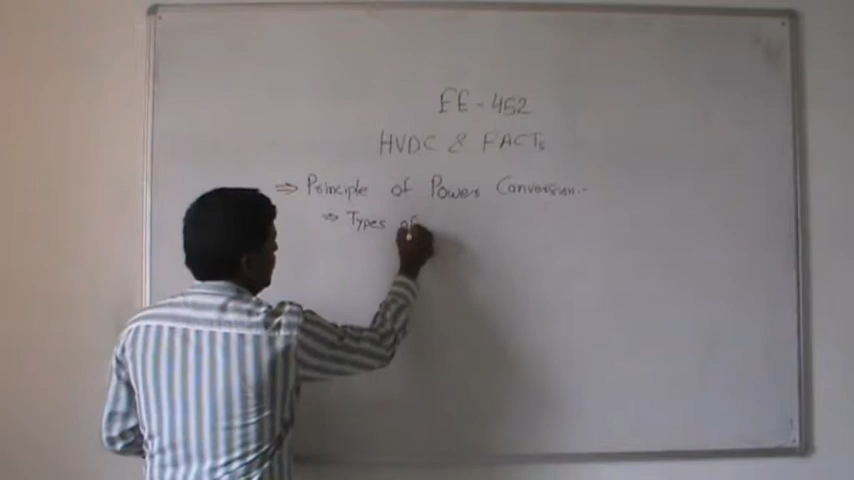 EE-452
HVDC & FACTs
⇒ Principle of Power Conversion:-
⇒ Types of